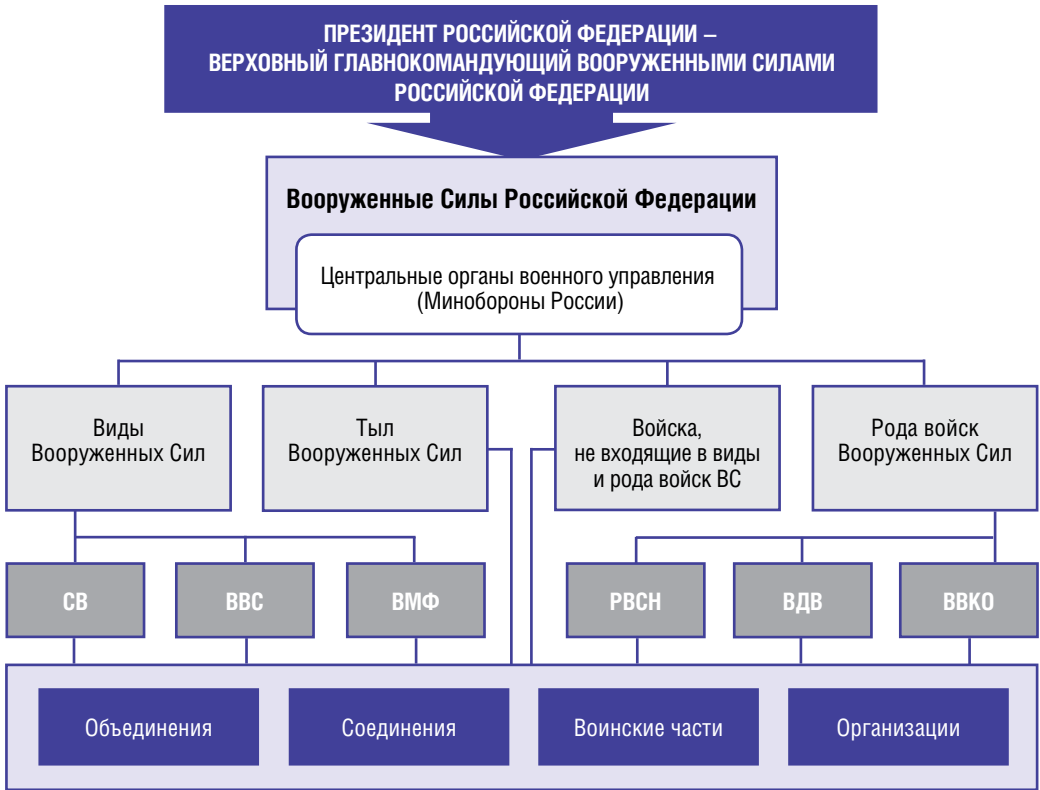 ПРЕЗИДЕНТ РОССИЙСКОЙ ФЕДЕРАЦИИ –
ВЕРХОВНЫЙ ГЛАВНОКОМАНДУЮЩИЙ ВООРУЖЕННЫМИ СИЛАМИ
РОССИЙСКОЙ ФЕДЕРАЦИИ
Вооруженные Силы Российской Федерации
Центральные органы военного управления
(Минобороны России)
Виды
Вооруженных Сил
Тыл
Вооруженных Сил
Войска,
не входящие в виды
и рода войск ВС
Рода войск
Вооруженных Сил
СВ
ВВС
ВМФ
РВСН
ВДВ
ВВКО
Объединения
Соединения
Воинские части
Организации